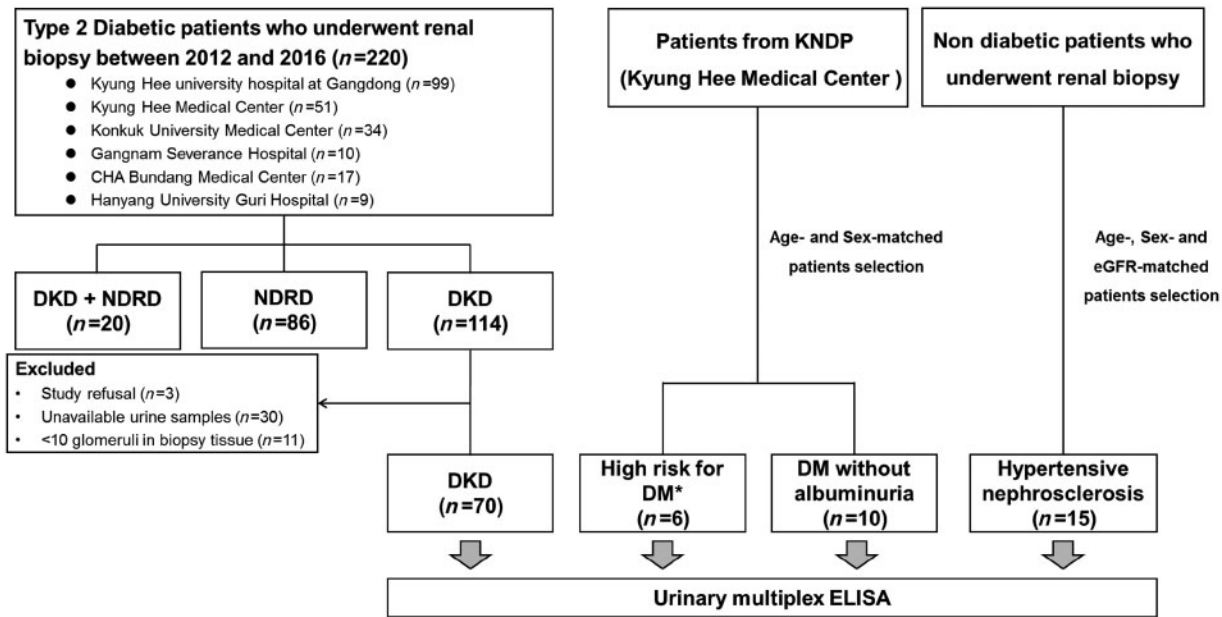 Type 2 Diabetic patients who underwent renal
biopsy between 2012 and 2016 (n=220)
● Kyung Hee university hospital at Gangdong (n=99)
● Kyung Hee Medical Center (n=51)
● Konkuk University Medical Center (n=34)
● Gangnam Severance Hospital (n=10)
● CHA Bundang Medical Center (n=17)
● Hanyang University Guri Hospital (n=9)
Patients from KNDP
(Kyung Hee Medical Center )
Non diabetic patients who
underwent renal biopsy
Age- and Sex-matched
patients selection
Age-, Sex- and
eGFR-matched
patients selection
DKD + NDRD
(n=20)
NDRD
(n=86)
DKD
(n=114)
Excluded
• Study refusal (n=3)
• Unavailable urine samples (n=30)
• <10 glomeruli in biopsy tissue (n=11)
DKD
(n=70)
High risk for
DM*
(n=6)
DM without
albuminuria
(n=10)
Hypertensive
nephrosclerosis
(n=15)
Urinary multiplex ELISA